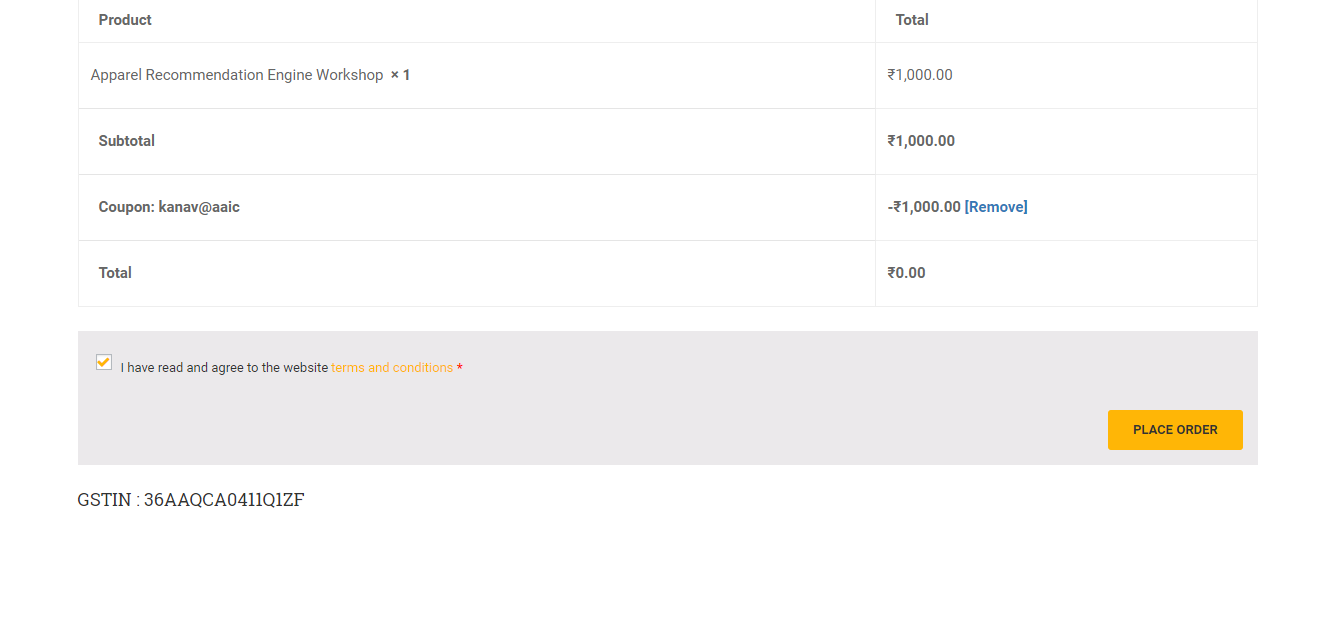 Product Total
Apparel Recommendation Engine Workshop × 1 ₹1,000.00
Subtotal ₹1,000.00
Coupon: kanav@aaic -₹1,000.00 [Remove]
Total ₹0.00
I have read and agree to the website terms and conditions *
PLACE ORDER
GSTIN : 36AAQCA0411Q1ZF